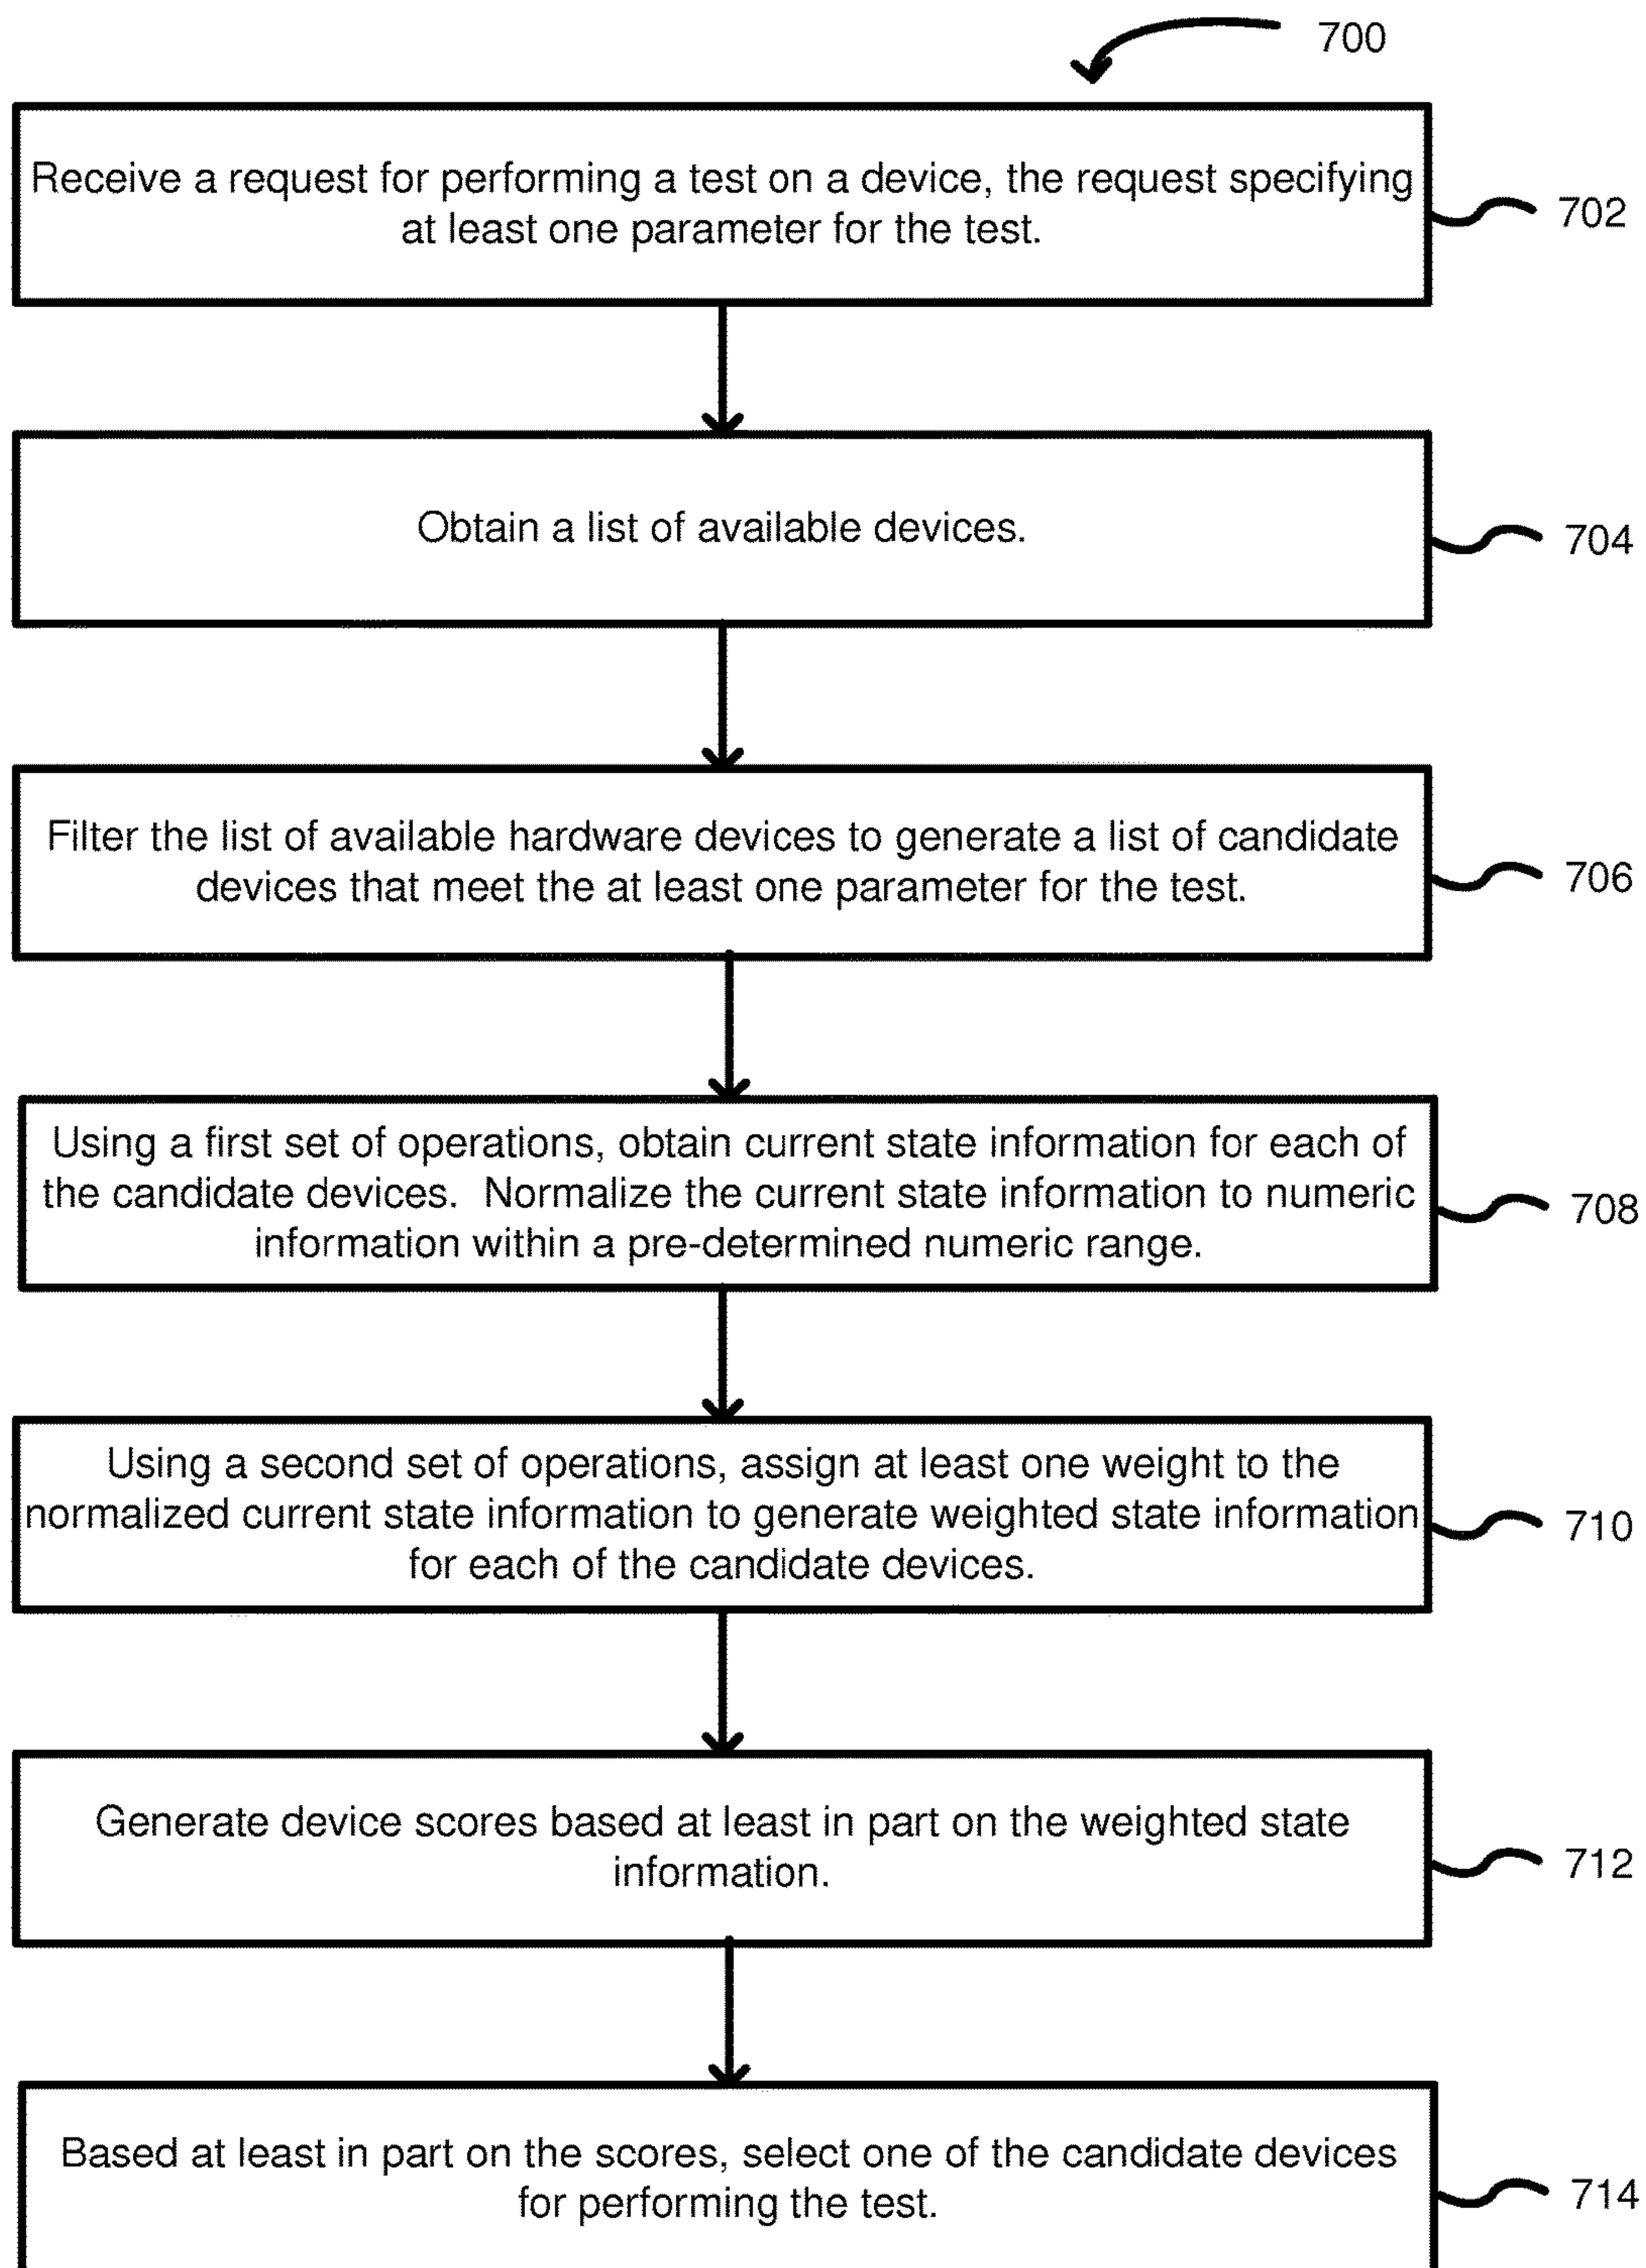 700
Receive a request for performing a test on a device, the request specifying
at least one parameter for the test.
702
Obtain a list of available devices.
704
Filter the list of available hardware devices to generate a list of candidate
devices that meet the at least one parameter for the test.
706
Using a first set of operations, obtain current state information for each of
the candidate devices.  Normalize the current state information to numeric
information within a pre-determined numeric range.
708
Using a second set of operations, assign at least one weight to the
normalized current state information to generate weighted state information
for each of the candidate devices.
710
Generate device scores based at least in part on the weighted state
information.
712
Based at least in part on the scores, select one of the candidate devices
for performing the test.
714